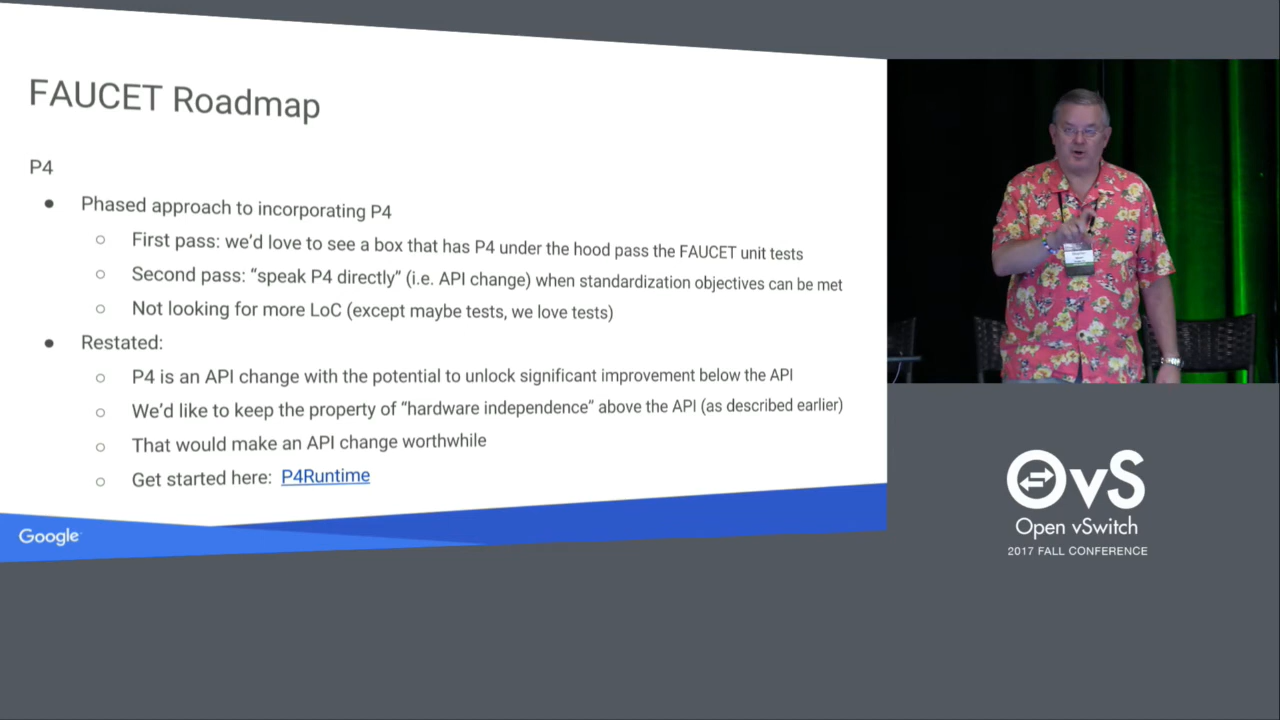 FAUCET Roadmap
P4
● Phased approach to incorporating P4
○ First pass: we'd love to see a box that has P4 under the hood pass the FAUCET unit tests
○ Second pass: “speak P4 directly” (i.e. API change) when standardization objectives can be met
○ Not looking for more LoC (except maybe tests, we love tests)
● Restated:
○ P4 is an API change with the potential to unlock significant improvement below the API
○ We'd like to keep the property of “hardware independence” above the API (as described earlier)
○ That would make an API change worthwhile
○ Get started here: P4Runtime
Google
OvS
Open vSwitch
2017 FALL CONFERENCE